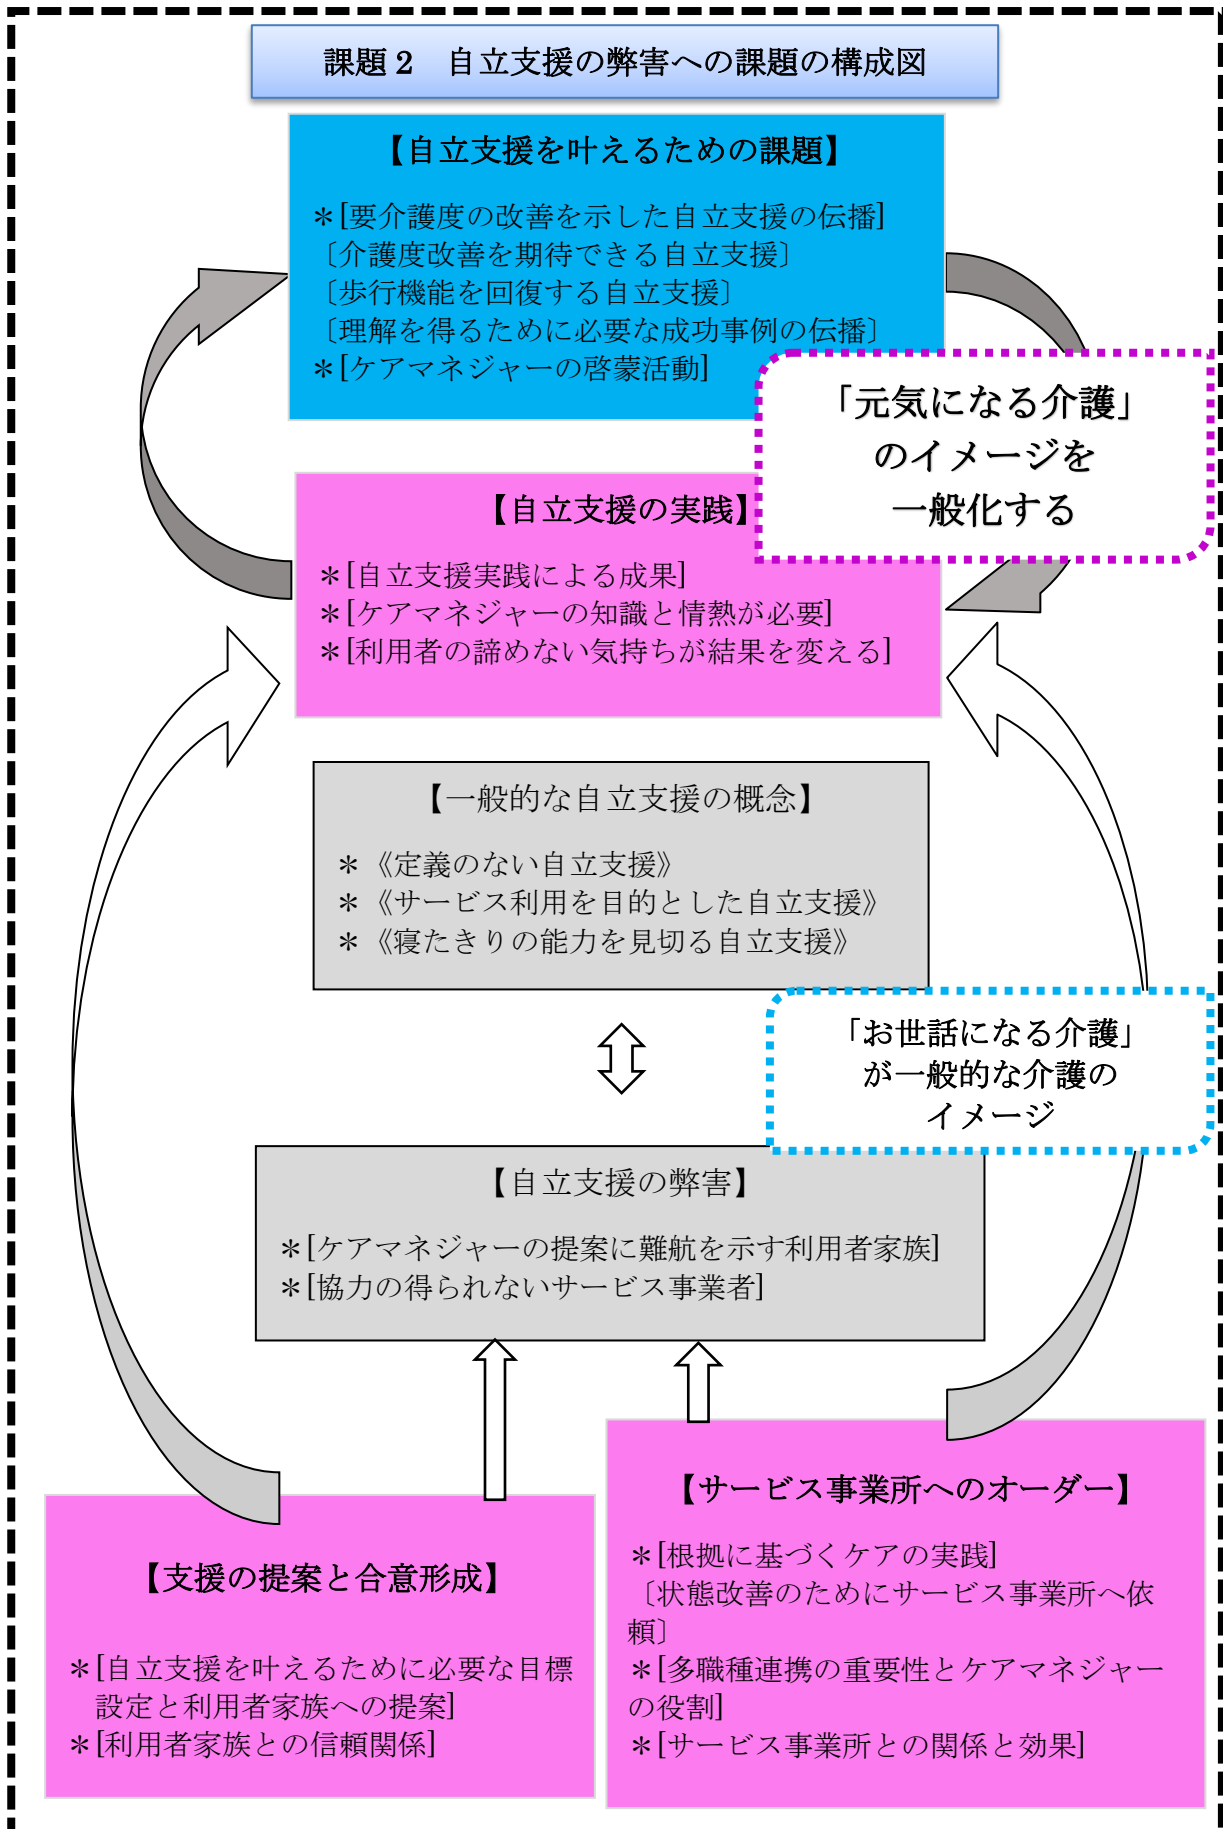 課題２　自立支援の弊害への課題の構成図
【自立支援を叶えるための課題】
＊[要介護度の改善を示した自立支援の伝播]
〔介護度改善を期待できる自立支援〕
〔歩行機能を回復する自立支援〕
〔理解を得るために必要な成功事例の伝播〕
＊[ケアマネジャーの啓蒙活動]
「元気になる介護」
のイメージを
一般化する
【自立支援の実践】
＊[自立支援実践による成果]
＊[ケアマネジャーの知識と情熱が必要]
＊[利用者の諦めない気持ちが結果を変える]
【一般的な自立支援の概念】
＊《定義のない自立支援》
＊《サービス利用を目的とした自立支援》
＊《寝たきりの能力を見切る自立支援》
「お世話になる介護」
が一般的な介護の
イメージ
【自立支援の弊害】
＊[ケアマネジャーの提案に難航を示す利用者家族]
＊[協力の得られないサービス事業者]
【支援の提案と合意形成】
＊[自立支援を叶えるために必要な目標
設定と利用者家族への提案]
＊[利用者家族との信頼関係]
【サービス事業所へのオーダー】
＊[根拠に基づくケアの実践]
〔状態改善のためにサービス事業所へ依
頼〕
＊[多職種連携の重要性とケアマネジャー
の役割]
＊[サービス事業所との関係と効果]